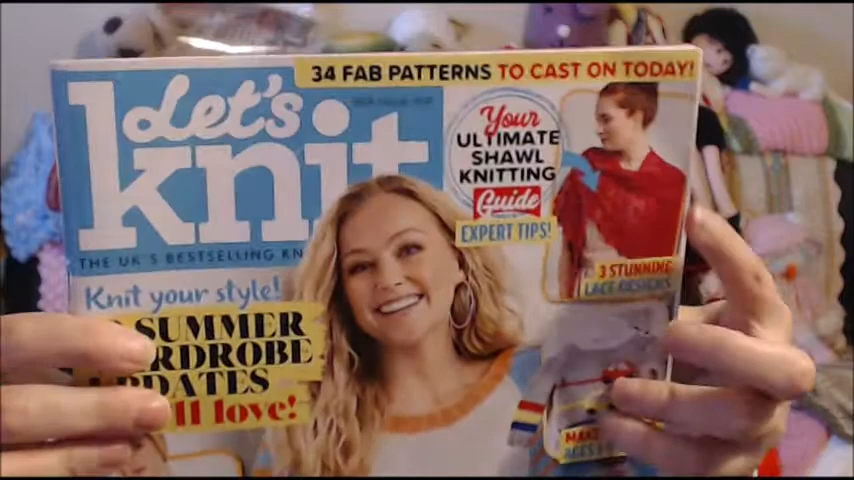 34 FAB PATTERNS TO CAST ON TODAY!
Let's
knit
THE UK'S BESTSELLING
Your
ULTIMATE
SHAWL
KNITTING
Guide
EXPERT TIPS!
3 STUNNING
LACE DESIGNS
Knit your style!
SUMMER
UPDATES
love!
AGES